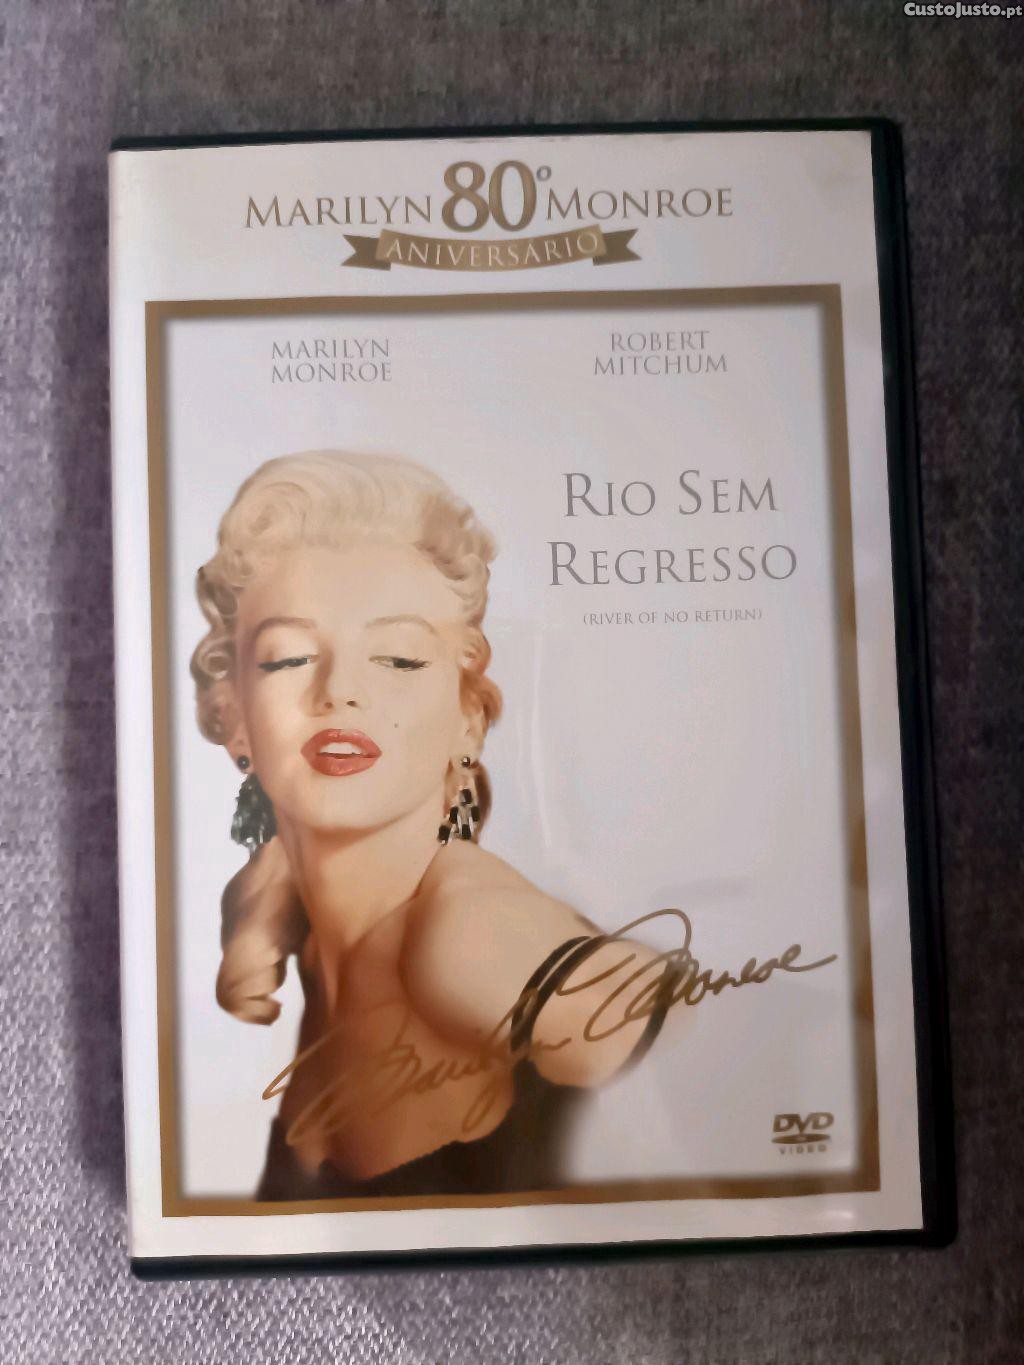 CustoJusto.pt
MARILYN 80º MONROE
ANIVERSÁRIO
MARILYN
MONROE
ROBERT
MITCHUM
RIO SEM
REGRESSO
(RIVER OF NO RETURN)
Marilyn Monroe
DVD
VIDEO